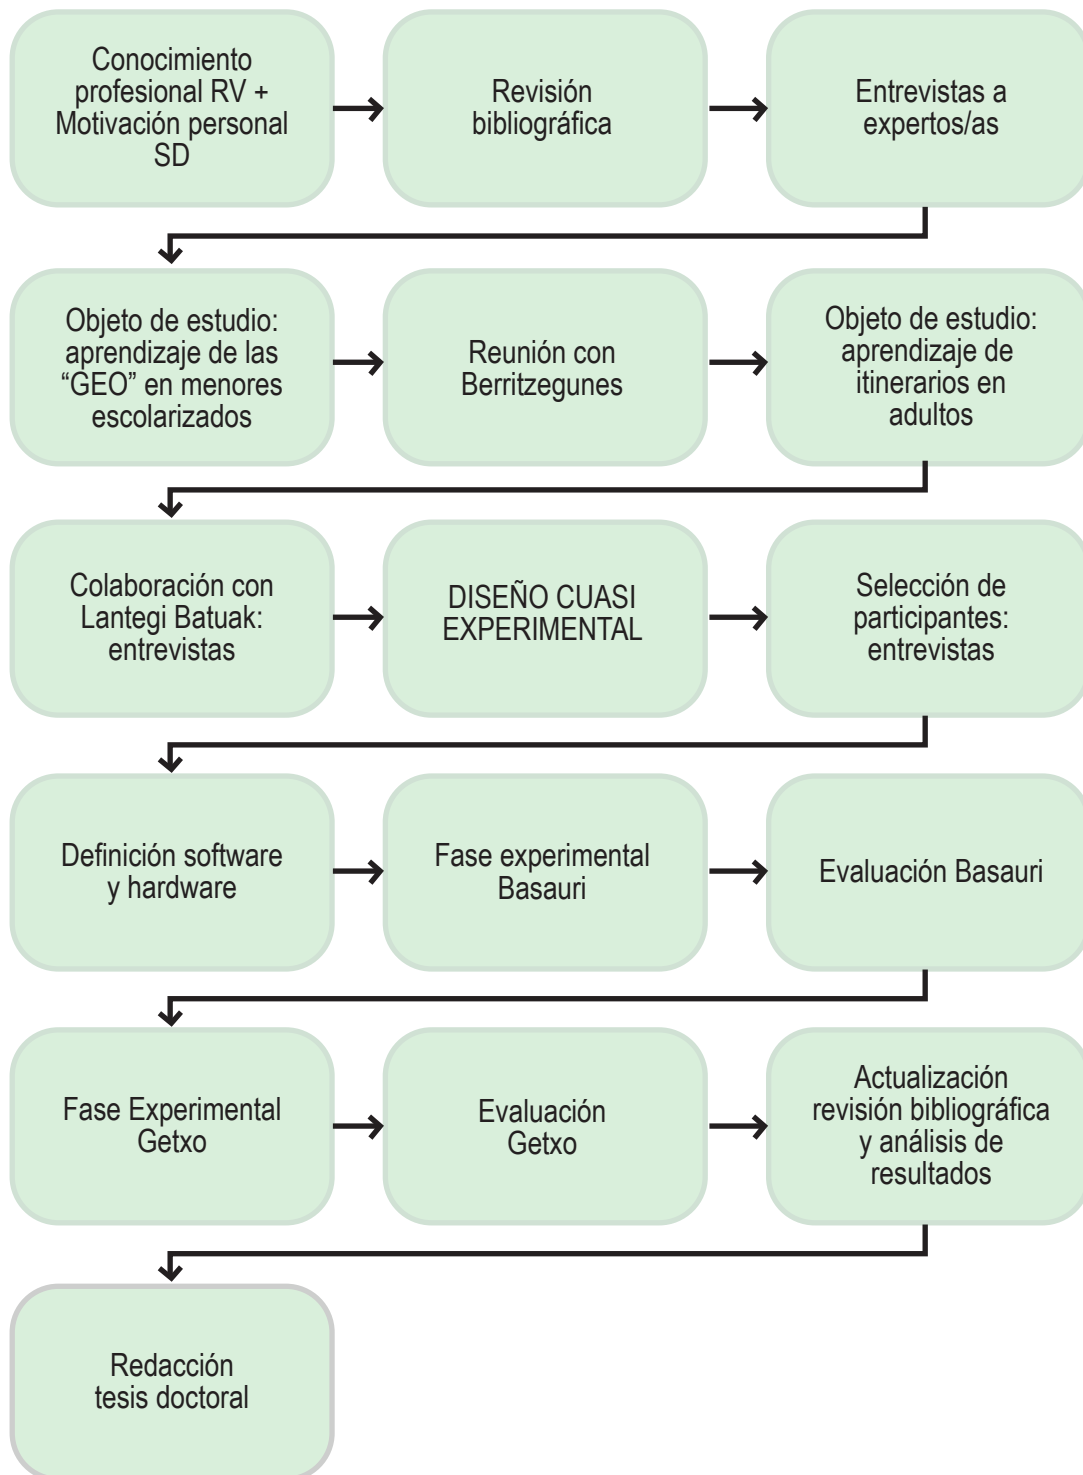 Conocimiento
profesional RV +
Motivación personal
SD
Revisión
bibliográfica
Entrevistas a
expertos/as
Objeto de estudio:
aprendizaje de las
“GEO” en menores
escolarizados
Reunión con
Berritzegunes
Objeto de estudio:
aprendizaje de
itinerarios en
adultos
Colaboración con
Lantegi Batuak:
entrevistas
DISEÑO CUASI
EXPERIMENTAL
Selección de
participantes:
entrevistas
Definición software
y hardware
Fase experimental
Basauri
Evaluación Basauri
Fase Experimental
Getxo
Evaluación
Getxo
Actualización
revisión bibliográfica
y análisis de
resultados
Redacción
tesis doctoral